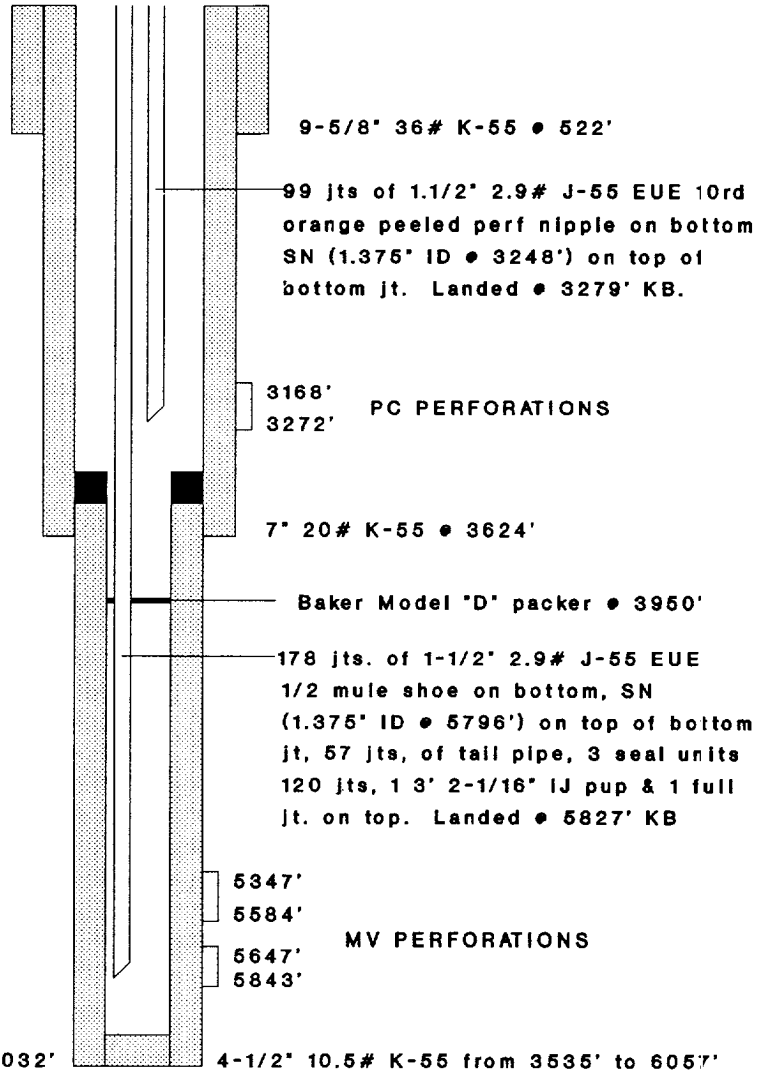 9-5/8" 36# K-55 @ 522'
99 jts of 1.1/2" 2.9# J-55 EUE 10rd
orange peeled perf nipple on bottom
SN (1.375" ID @ 3248') on top of
bottom jt. Landed @ 3279' KB.
3168'
3272'
PC PERFORATIONS
7" 20# K-55 @ 3624'
Baker Model "D" packer @ 3950'
178 jts. of 1-1/2" 2.9# J-55 EUE
1/2 mule shoe on bottom, SN
(1.375" ID @ 5796') on top of bottom
jt, 57 jts, of tail pipe, 3 seal units
120 jts, 1 3' 2-1/16" IJ pup & 1 full
jt. on top. Landed @ 5827' KB
5347'
5584'
MV PERFORATIONS
5647'
5843'
032'
4-1/2" 10.5# K-55 from 3535' to 6057'